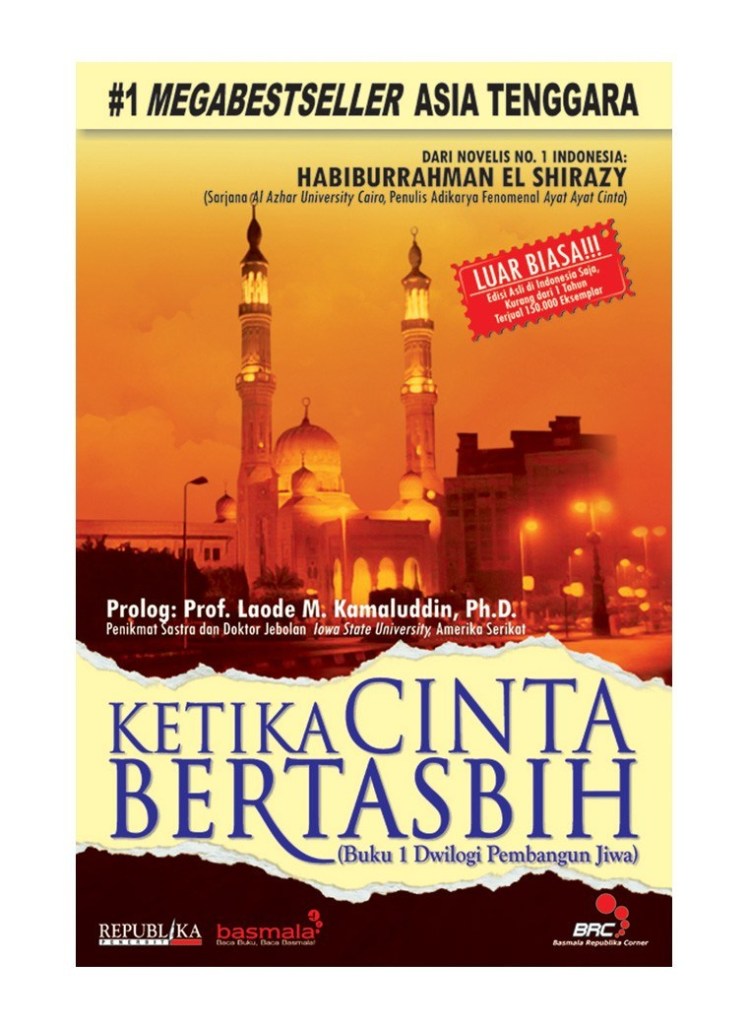 #1 MEGABESTSELLER ASIA TENGGARA
DARI NOVELIS NO. 1 INDONESIA:
HABIBURRAHMAN EL SHIRAZY
(Sarjana Al Azhar University Cairo, Penulis Adikarya Fenomenal Ayat Ayat Cinta)
LUAR BIASA!!!
Edisi Asli di Indonesia Saja,
Kurang dari 1 Tahun
Terjual 150.000 Eksemplar
Prolog: Prof. Laode M. Kamaluddin, Ph.D.
Penikmat Sastra dan Doktor Jebolan Iowa State University, Amerika Serikat
KETIKA CINTA
BERTASBIH
(Buku 1 Dwilogi Pembangun Jiwa)
REPUBLIKA
PENERBIT
basmala
Baca Buku, Baca Basmala!
BRC
Basmala Republika Corner